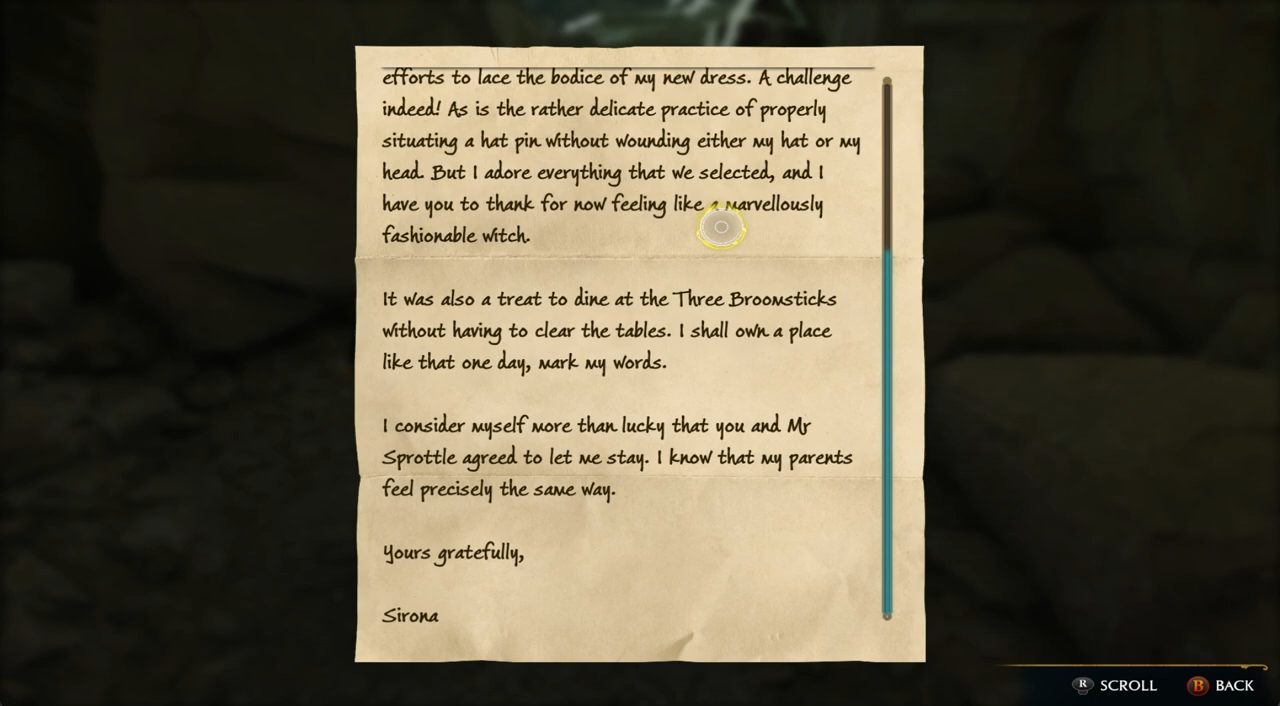 efforts to lace the bodice of my new dress. A challenge
indeed! As is the rather delicate practice of properly
situating a hat pin without wounding either my hat or my
head. But I adore everything that we selected, and I
have you to thank for now feeling like a marvellously
fashionable witch.
It was also a treat to dine at the Three Broomsticks
without having to clear the tables. I shall own a place
like that one day, mark my words.
I consider myself more than lucky that you and Mr
Sprottle agreed to let me stay. I know that my parents
feel precisely the same way.
Yours gratefully,
Sirona
R SCROLL B BACK